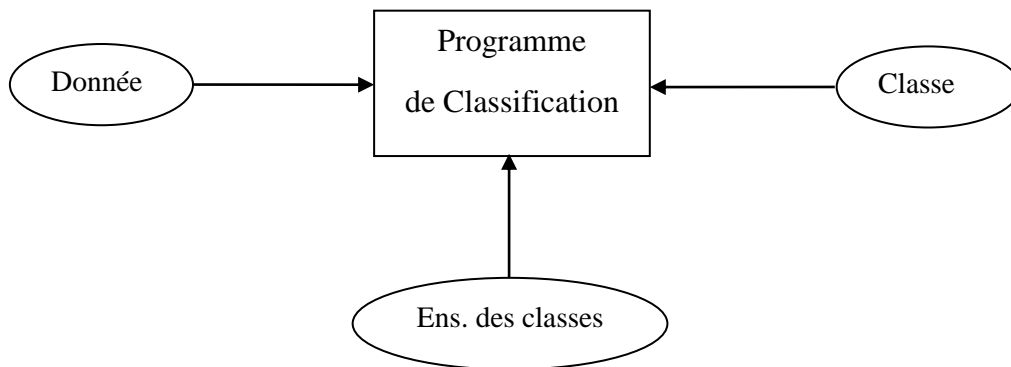 Programme
de Classification
Donnée
Classe
Ens. des classes